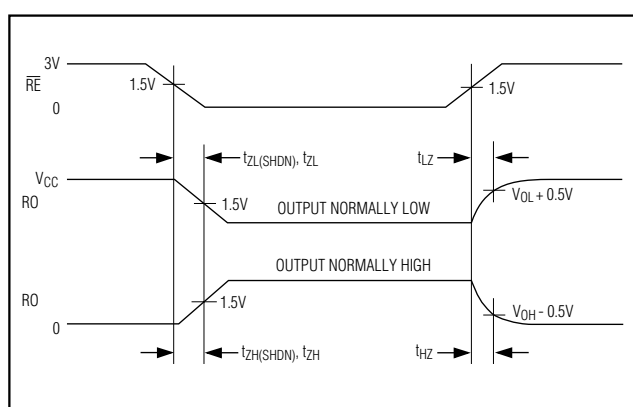 3V
R̅E̅
1.5V
1.5V
0
tZL(SHDN), tZL
tLZ
VCC
RO
1.5V
OUTPUT NORMALLY LOW
VOL + 0.5V
OUTPUT NORMALLY HIGH
RO
1.5V
VOH - 0.5V
0
tZH(SHDN), tZH
tHZ